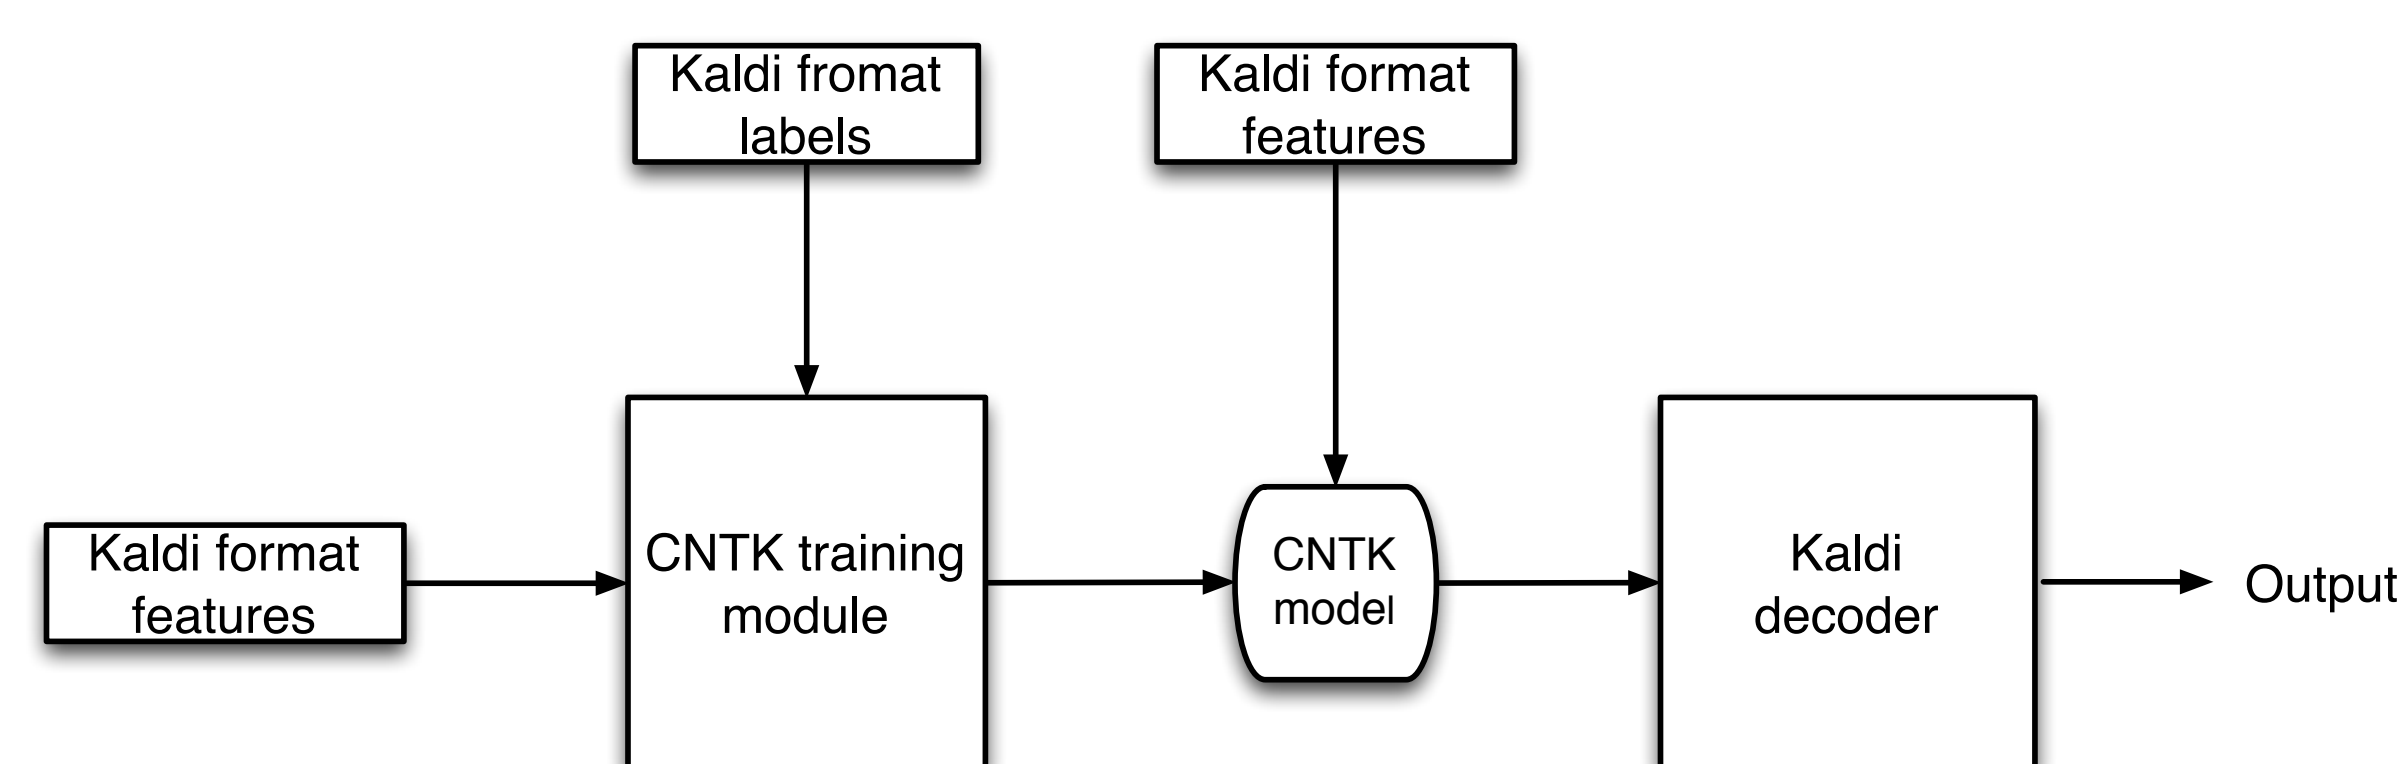 Kaldi fromat
labels
Kaldi format
features
Kaldi format
features
CNTK training
module
CNTK
model
Kaldi
decoder
Output